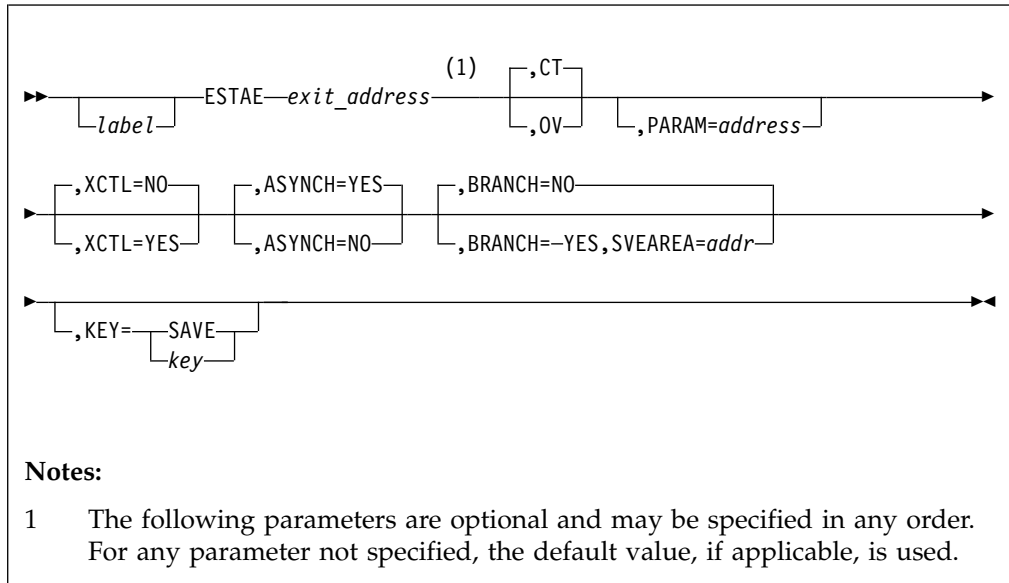 (1) ,CT
label ESTAE exit_address
,OV ,PARAM=address
,XCTL=NO ,ASYNCH=YES ,BRANCH=NO
,XCTL=YES ,ASYNCH=NO ,BRANCH=YES,SVEAREA=addr
,KEY= SAVE
key
Notes:
1 The following parameters are optional and may be specified in any order.
For any parameter not specified, the default value, if applicable, is used.